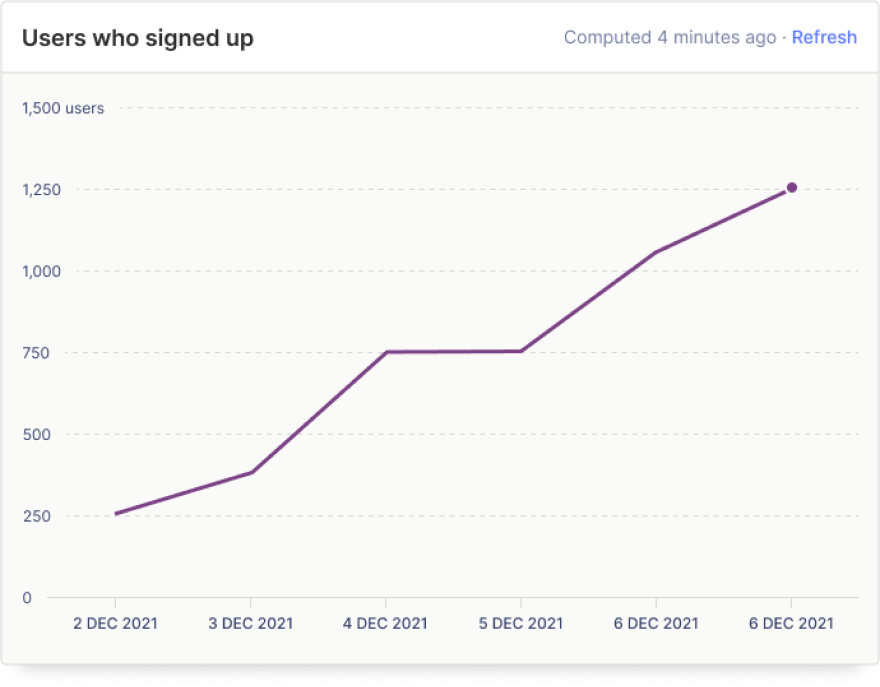 Users who signed up
Computed 4 minutes ago · Refresh
1,500 users
1,250
1,000
750
500
250
0
2 DEC 2021 3 DEC 2021 4 DEC 2021 5 DEC 2021 6 DEC 2021 6 DEC 2021